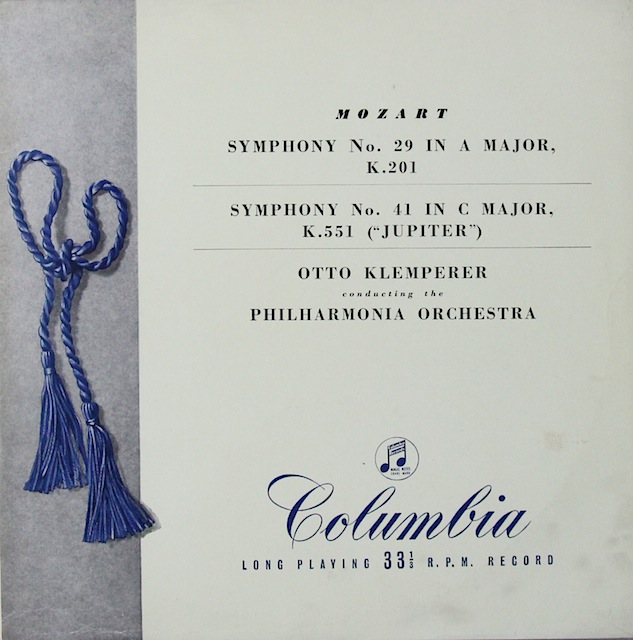 MOZART
SYMPHONY No. 29 IN A MAJOR,
K.201
SYMPHONY No. 41 IN C MAJOR,
K.551 ("JUPITER")
OTTO KLEMPERER
conducting the
PHILHARMONIA ORCHESTRA
Columbia
LONG PLAYING 33⅓ R.P.M. RECORD